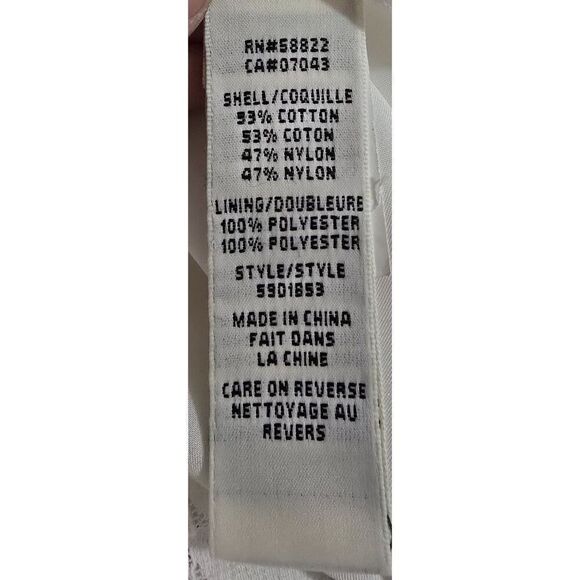 RN#58822
CA#07043
SHELL/COQUILLE
53% COTTON
53% COTON
47% NYLON
47% NYLON
LINING/DOUBLEURE
100% POLYESTER
100% POLYESTER
STYLE/STYLE
5901853
MADE IN CHINA
FAIT DANS
LA CHINE
CARE ON REVERSE
NETTOYAGE AU
REVERS